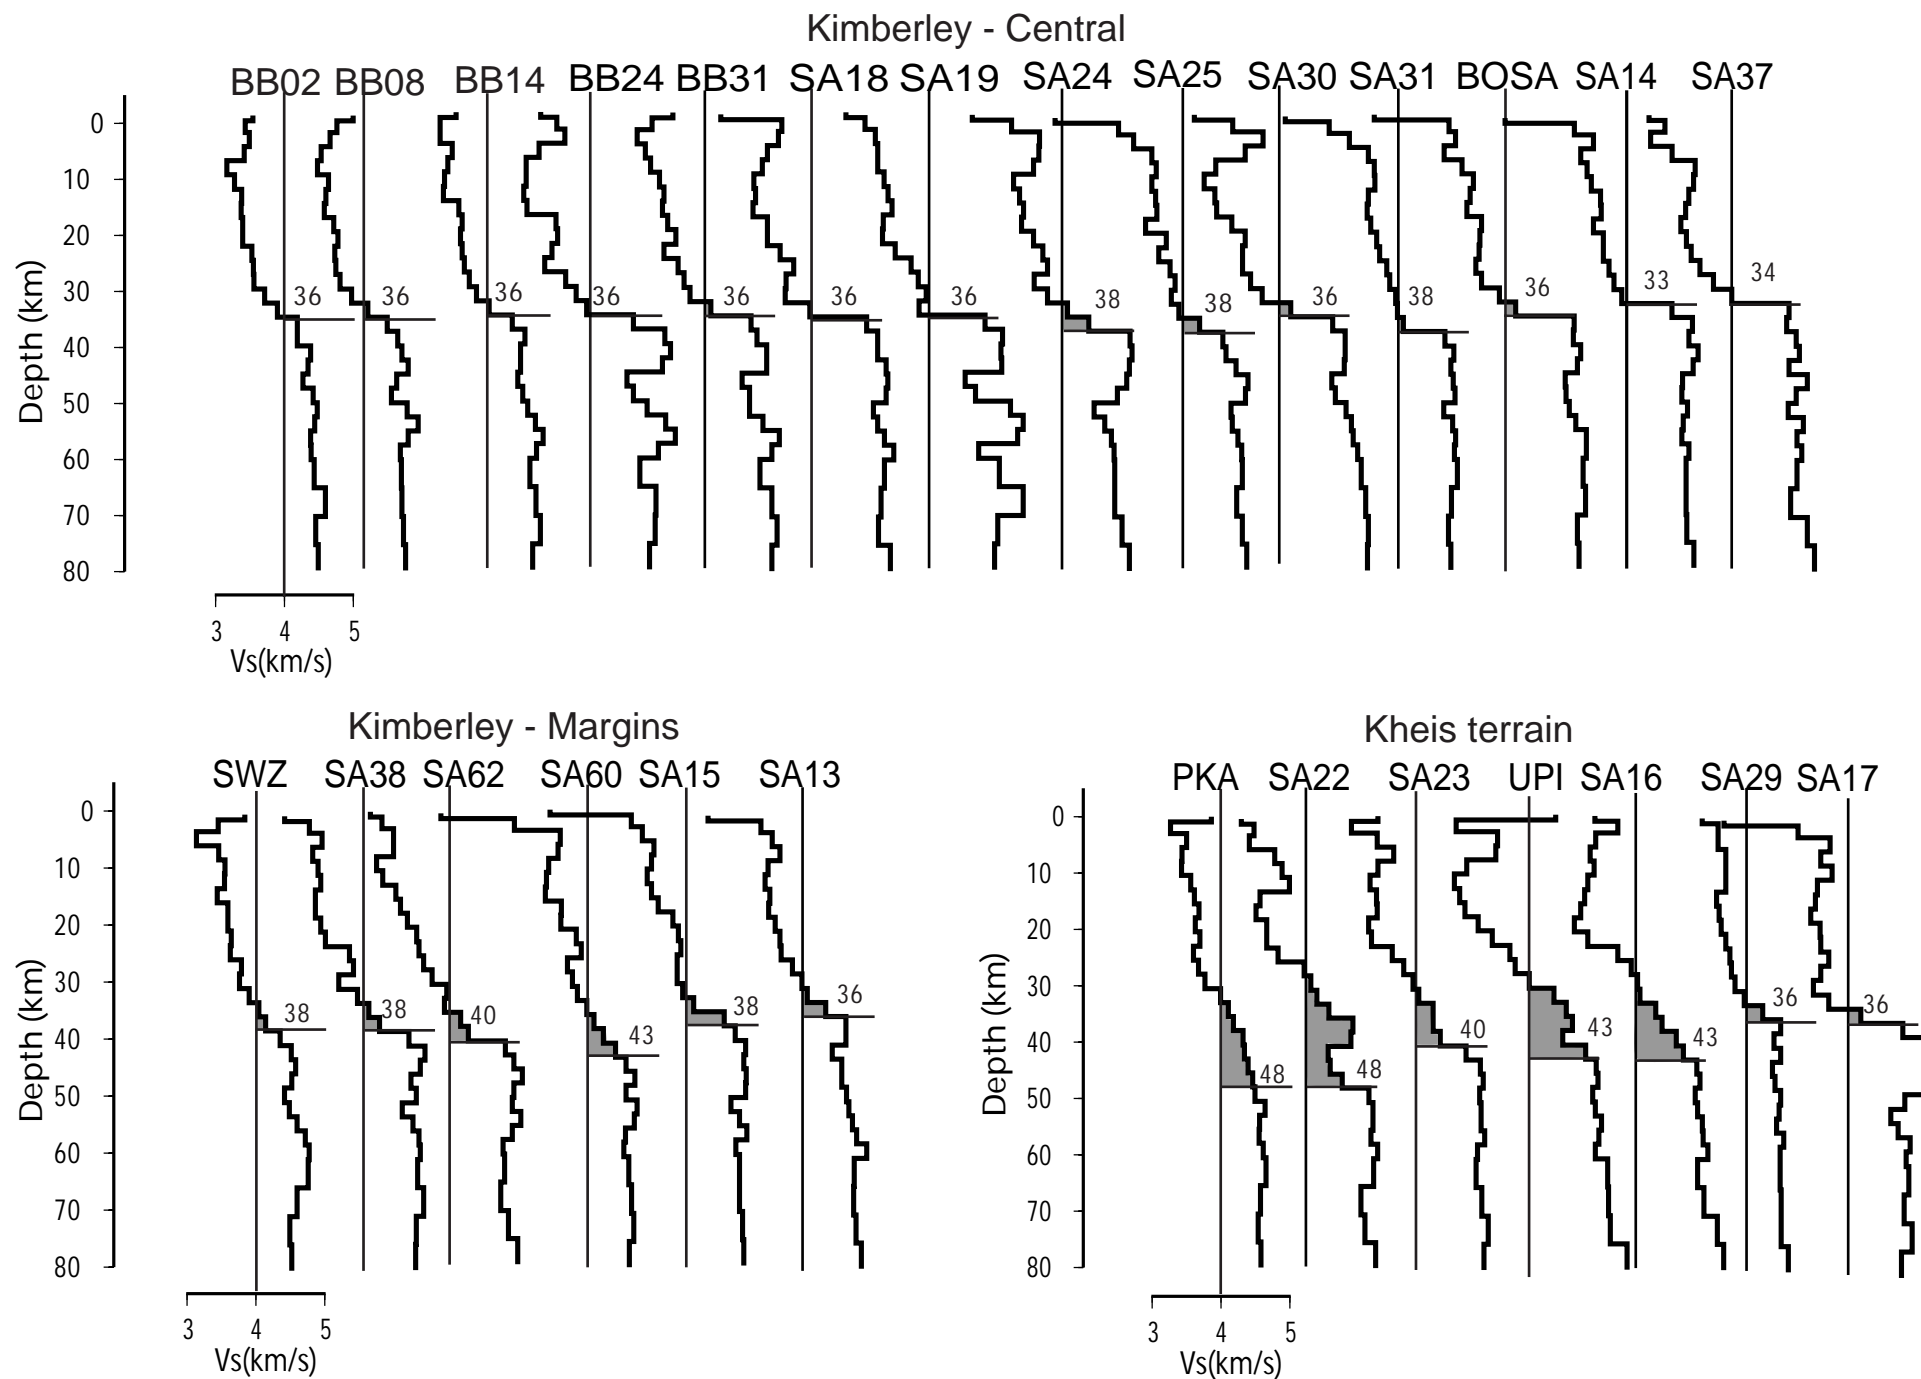 Kimberley - Central
BB02 BB08 BB14 BB24 BB31 SA18 SA19 SA24 SA25 SA30 SA31 BOSA SA14 SA37
Depth (km)
0
10
20
30
40
50
60
70
80
36 36 36 36 36 36 36 38 38 36 38 36 33 34
3 4 5
Vs(km/s)
Kimberley - Margins
SWZ SA38 SA62 SA60 SA15 SA13
Depth (km)
0
10
20
30
40
50
60
70
80
38 38 40 43 38 36
3 4 5
Vs(km/s)
Kheis terrain
PKA SA22 SA23 UPI SA16 SA29 SA17
Depth (km)
0
10
20
30
40
50
60
70
80
48 48 40 43 43 36 36
3 4 5
Vs(km/s)